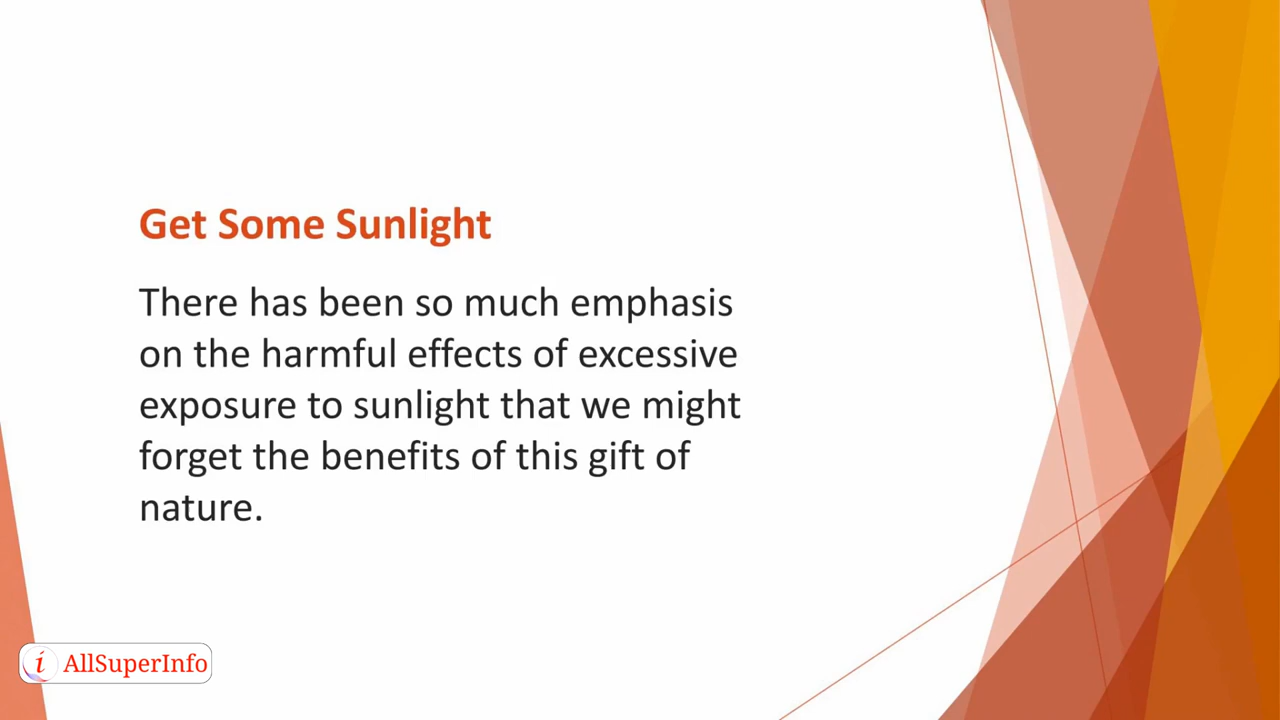 Get Some Sunlight
There has been so much emphasis
on the harmful effects of excessive
exposure to sunlight that we might
forget the benefits of this gift of
nature.
i AllSuperInfo